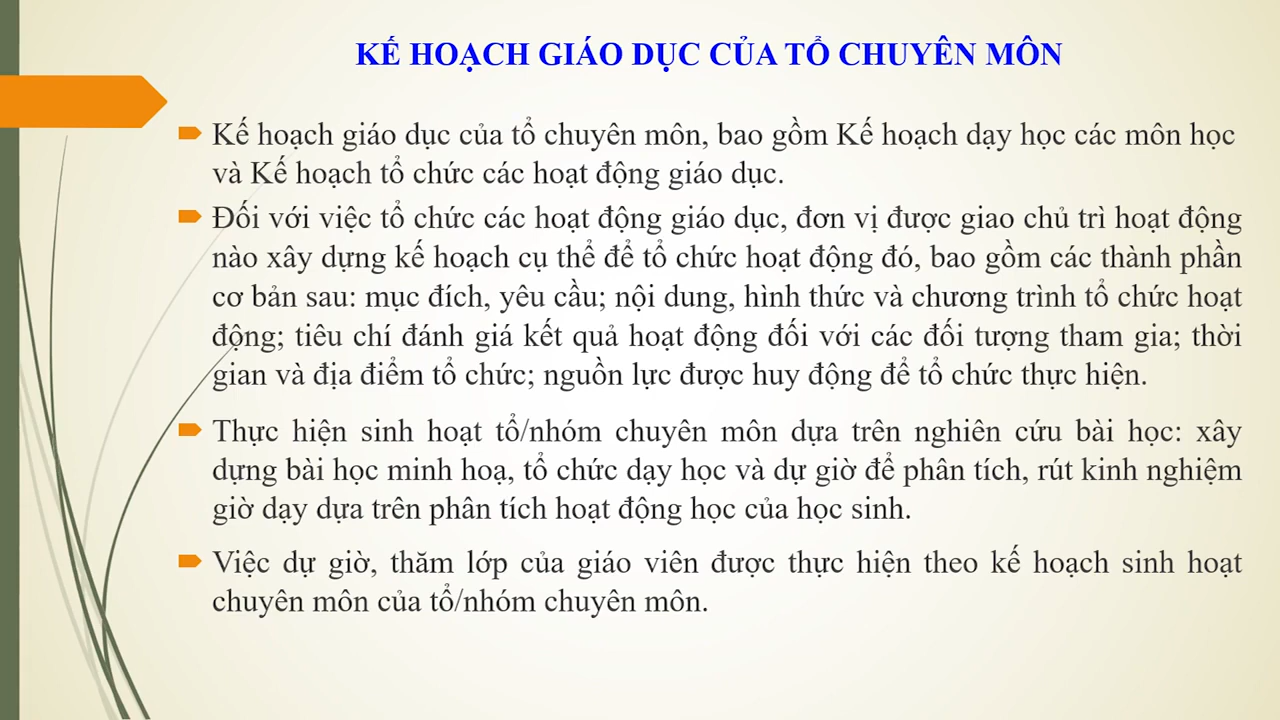 KẾ HOẠCH GIÁO DỤC CỦA TỔ CHUYÊN MÔN
Kế hoạch giáo dục của tổ chuyên môn, bao gồm Kế hoạch dạy học các môn học
và Kế hoạch tổ chức các hoạt động giáo dục.
Đối với việc tổ chức các hoạt động giáo dục, đơn vị được giao chủ trì hoạt động
nào xây dựng kế hoạch cụ thể để tổ chức hoạt động đó, bao gồm các thành phần
cơ bản sau: mục đích, yêu cầu; nội dung, hình thức và chương trình tổ chức hoạt
động; tiêu chí đánh giá kết quả hoạt động đối với các đối tượng tham gia; thời
gian và địa điểm tổ chức; nguồn lực được huy động để tổ chức thực hiện.
Thực hiện sinh hoạt tổ/nhóm chuyên môn dựa trên nghiên cứu bài học: xây
dựng bài học minh hoạ, tổ chức dạy học và dự giờ để phân tích, rút kinh nghiệm
giờ dạy dựa trên phân tích hoạt động học của học sinh.
Việc dự giờ, thăm lớp của giáo viên được thực hiện theo kế hoạch sinh hoạt
chuyên môn của tổ/nhóm chuyên môn.